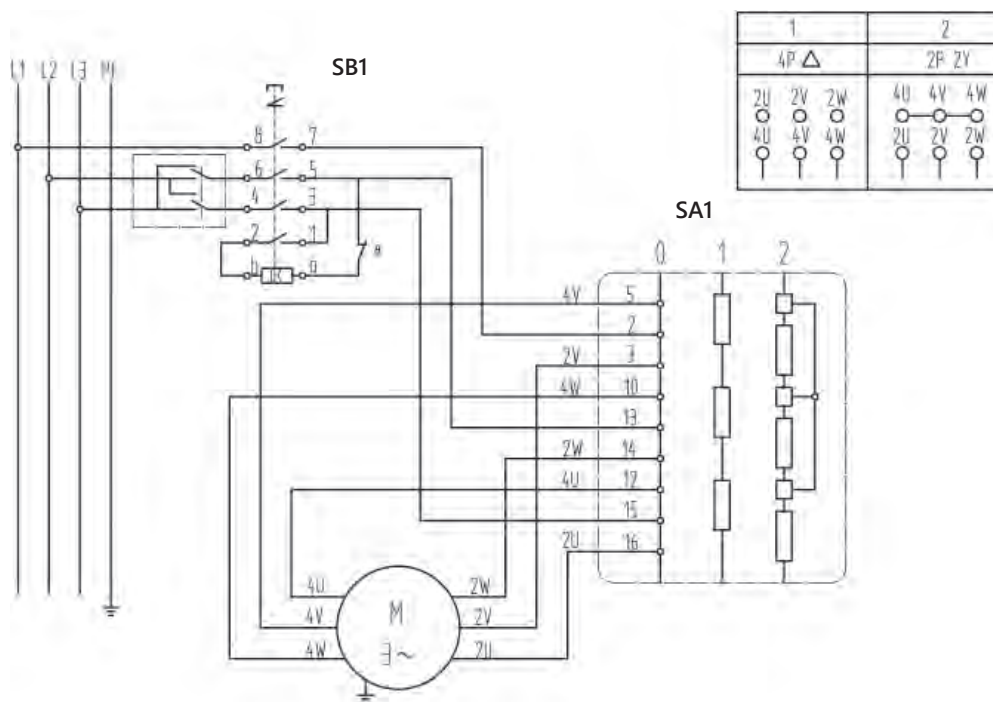 1 2
4P △ 2P 2Y
2U 2V 2W 4U 4V 4W
4U 4V 4W 2U 2V 2W
L1 L2 L3
SB1
8 7
6 5
4 3
2 1
b a
SA1
0 1 2
4V 5
2
2V 3
4W 10
13
2W 14
4U 12
15
2U 16
4U 2W
4V M 2V
4W 3~ 2U